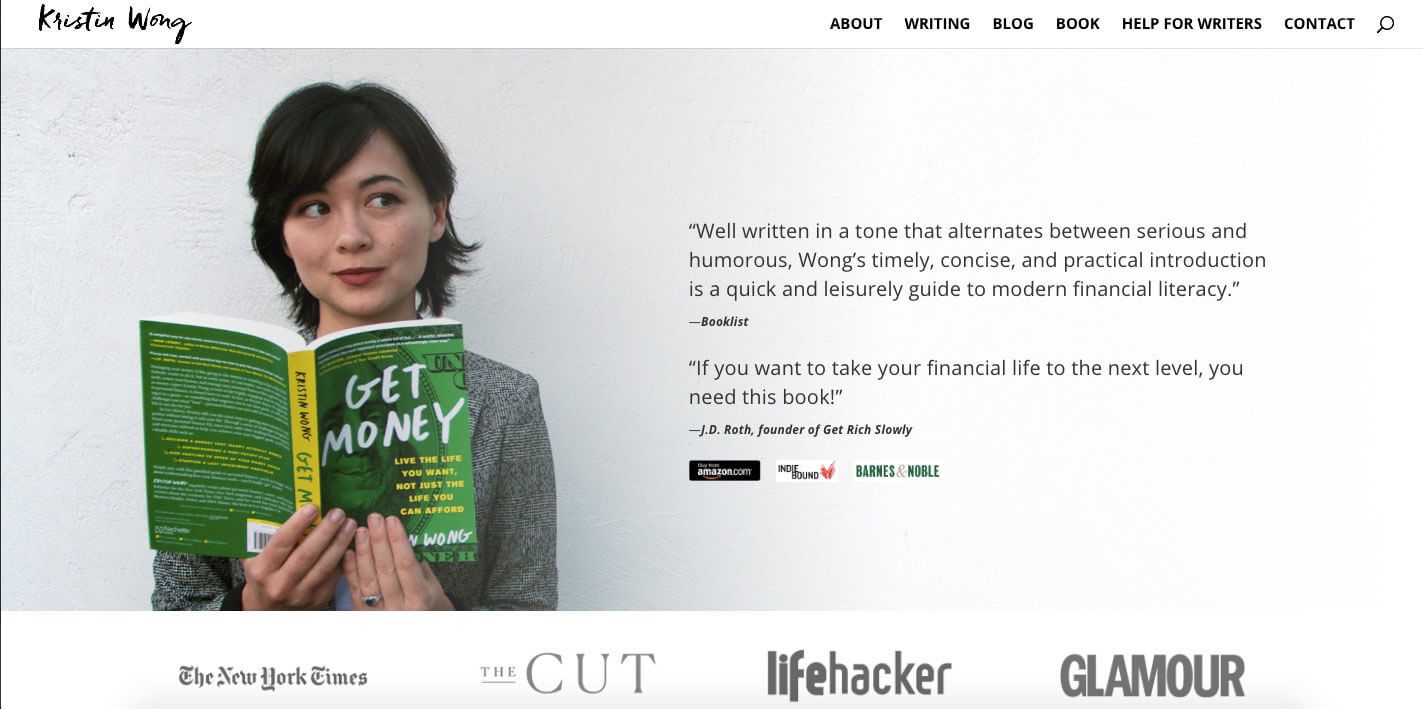 Kristin Wong
ABOUT WRITING BLOG BOOK HELP FOR WRITERS CONTACT
“Well written in a tone that alternates between serious and
humorous, Wong’s timely, concise, and practical introduction
is a quick and leisurely guide to modern financial literacy.”
—Booklist
“If you want to take your financial life to the next level, you
need this book!”
—J.D. Roth, founder of Get Rich Slowly
Buy from
amazon.com
INDIE
BOUND
BARNES&NOBLE
KRISTIN WONG
hachette
KRISTIN WONG GET M
GET
MONEY
LIVE THE LIFE
YOU WANT,
NOT JUST THE
LIFE YOU
CAN AFFORD
N WONG
The New York Times
THE CUT
lifehacker
GLAMOUR